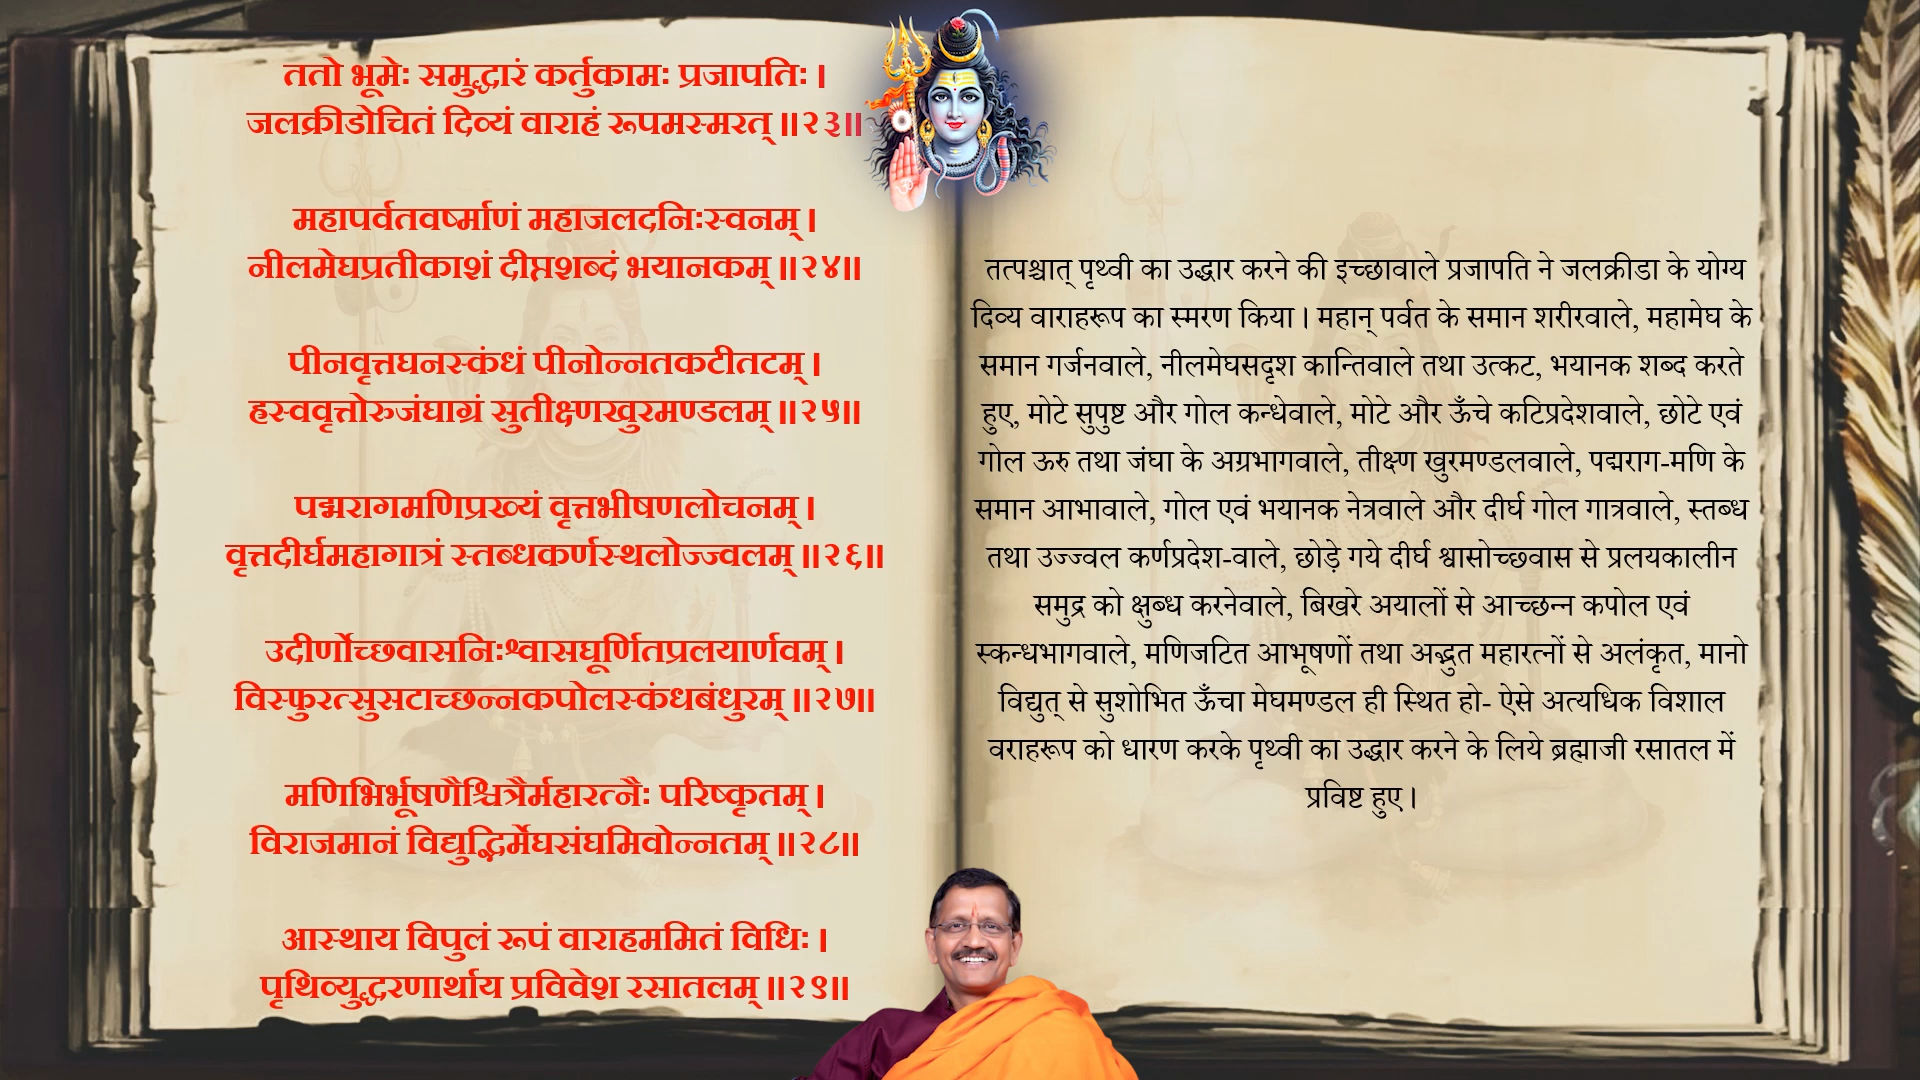 ततो भूमेः समुद्धारं कर्तुकामः प्रजापतिः ।
जलक्रीडोचितं दिव्यं वाराहं रूपमस्मरत् ॥२३॥
महापर्वतवर्ष्माणं महाजलदनिःस्वनम् ।
नीलमेघप्रतीकाशं दीप्तशब्दं भयानकम् ॥२४॥
पीनवृत्तघनस्कंधं पीनोन्नतकटीतटम् ।
ह्रस्ववृत्तोरुजंघाग्रं सुतीक्ष्णखुरमण्डलम् ॥२५॥
पद्मरागमणिप्रख्यं वृत्तभीषणलोचनम् ।
वृत्तदीर्घमहागात्रं स्तब्धकर्णस्थलोज्ज्वलम् ॥२६॥
उदीर्णोच्छ्वासनिःश्वासघूर्णितप्रलयार्णवम् ।
विस्फुरत्सुसटाच्छन्नकपोलस्कंधबंधुरम् ॥२७॥
मणिभिर्भूषणैश्चित्रैर्महारत्नैः परिष्कृतम् ।
विराजमानं विद्युद्भिर्मेघसंघमिवोन्नतम् ॥२८॥
आस्थाय विपुलं रूपं वाराहममितं विधिः ।
पृथिव्युद्धरणार्थाय प्रविवेश रसातलम् ॥२९॥
तत्पश्चात् पृथ्वी का उद्धार करने की इच्छावाले प्रजापति ने जलक्रीडा के योग्य
दिव्य वाराहरूप का स्मरण किया । महान् पर्वत के समान शरीरवाले, महामेघ के
समान गर्जनवाले, नीलमेघसदृश कान्तिवाले तथा उत्कट, भयानक शब्द करते
हुए, मोटे सुपुष्ट और गोल कन्धेवाले, मोटे और ऊँचे कटिप्रदेशवाले, छोटे एवं
गोल ऊरु तथा जंघा के अग्रभागवाले, तीक्ष्ण खुरमण्डलवाले, पद्मराग-मणि के
समान आभावाले, गोल एवं भयानक नेत्रवाले और दीर्घ गोल गात्रवाले, स्तब्ध
तथा उज्ज्वल कर्णप्रदेश-वाले, छोड़े गये दीर्घ श्वासोच्छ्वास से प्रलयकालीन
समुद्र को क्षुब्ध करनेवाले, बिखरे अयालों से आच्छन्न कपोल एवं
स्कन्धभागवाले, मणिजटित आभूषणों तथा अद्भुत महारत्नों से अलंकृत, मानो
विद्युत् से सुशोभित ऊँचा मेघमण्डल ही स्थित हो- ऐसे अत्यधिक विशाल
वराहरूप को धारण करके पृथ्वी का उद्धार करने के लिये ब्रह्माजी रसातल में
प्रविष्ट हुए ।